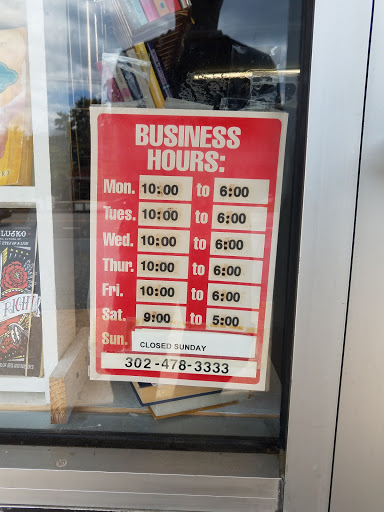 BUSINESS
HOURS:
Mon. 10:00 to 6:00
Tues. 10:00 to 6:00
Wed. 10:00 to 6:00
Thur. 10:00 to 6:00
Fri. 10:00 to 6:00
Sat. 9:00 to 5:00
Sun. CLOSED SUNDAY
302-478-3333
LUSKO
RIGHT